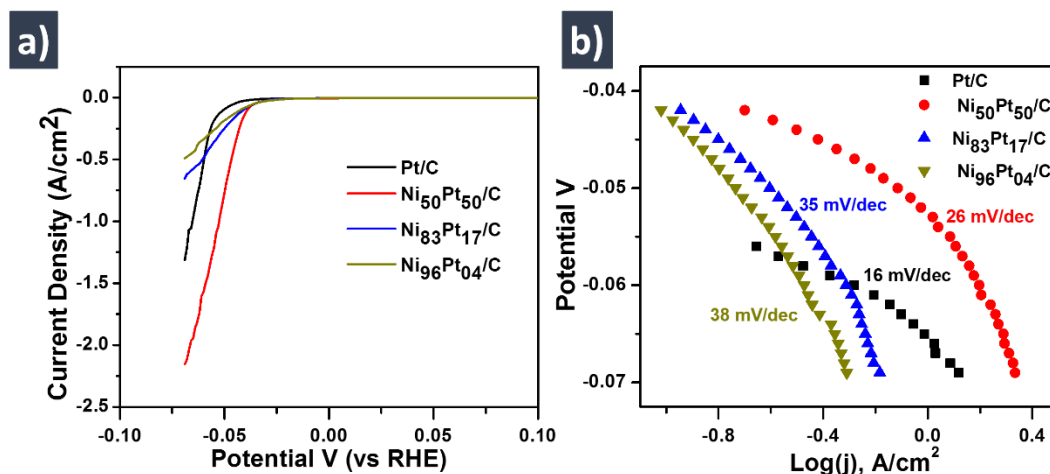 a)
0.0
-0.5
-1.0
-1.5
-2.0
-2.5
Current Density (A/cm²)
Pt/C
Ni₅₀Pt₅₀/C
Ni₈₃Pt₁₇/C
Ni₉₆Pt₀₄/C
-0.10 -0.05 0.00 0.05 0.10
Potential V (vs RHE)
b)
-0.04
-0.05
-0.06
-0.07
Potential V
Pt/C
Ni₅₀Pt₅₀/C
Ni₈₃Pt₁₇/C
Ni₉₆Pt₀₄/C
35 mV/dec
26 mV/dec
16 mV/dec
38 mV/dec
-0.8 -0.4 0.0 0.4
Log(j), A/cm²